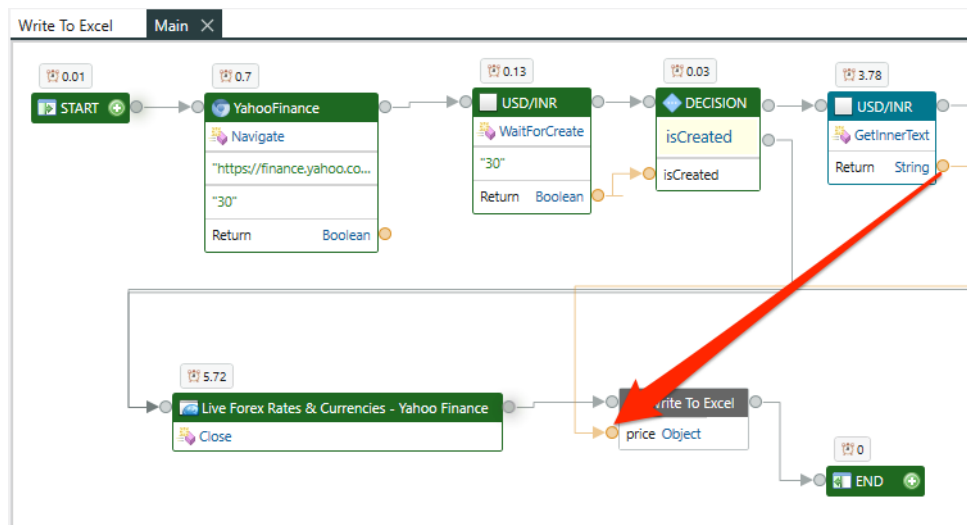 Write To Excel
Main
0.01
0.7
0.13
0.03
3.78
START
YahooFinance
USD/INR
DECISION
USD/INR
Navigate
WaitForCreate
isCreated
GetInnerText
"https://finance.yahoo.co...
"30"
isCreated
Return String
"30"
Return Boolean
Return Boolean
5.72
Live Forex Rates & Currencies - Yahoo Finance
Write To Excel
Close
price Object
0
END